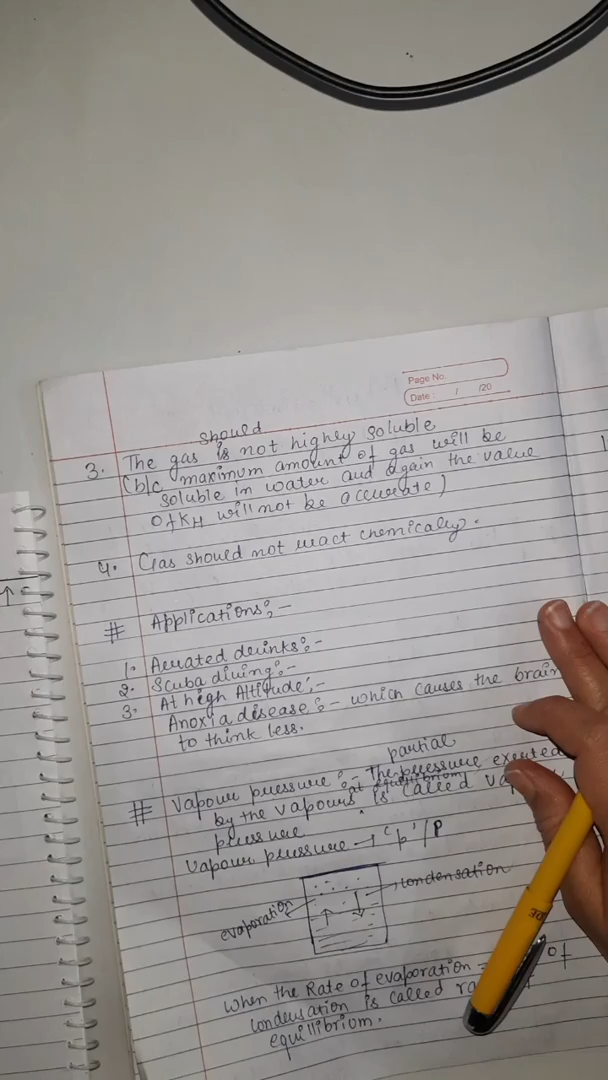 Page No.
Date : / /20
should
3. The gas is not highly soluble
(b/c maximum amount of gas will be
soluble in water and again the value
of KH will not be accurate)
4. Gas should not react chemically.
# Applications:-
1. Aerated drinks:-
2. Scuba diving:-
3. At high Altitude:-
Anoxia disease:- which causes the brain
to think less.
partial
# Vapour pressure:- the pressure exerted
at equilibrium
by the vapours is called
pressure
Vapour pressure → 'p'/P
condensation
evaporation
When the Rate of evaporation = of
condensation is called
equillibrium.